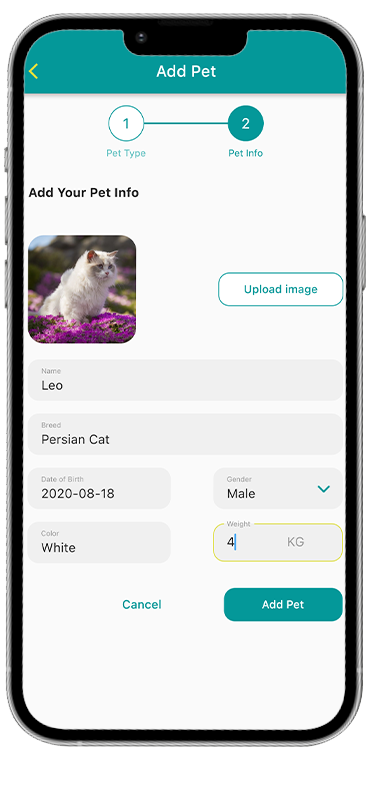 Add Pet
1
2
Pet Type
Pet Info
Add Your Pet Info
Upload image
Name
Leo
Breed
Persian Cat
Date of Birth
2020-08-18
Gender
Male
Color
White
Weight
4
KG
Cancel
Add Pet